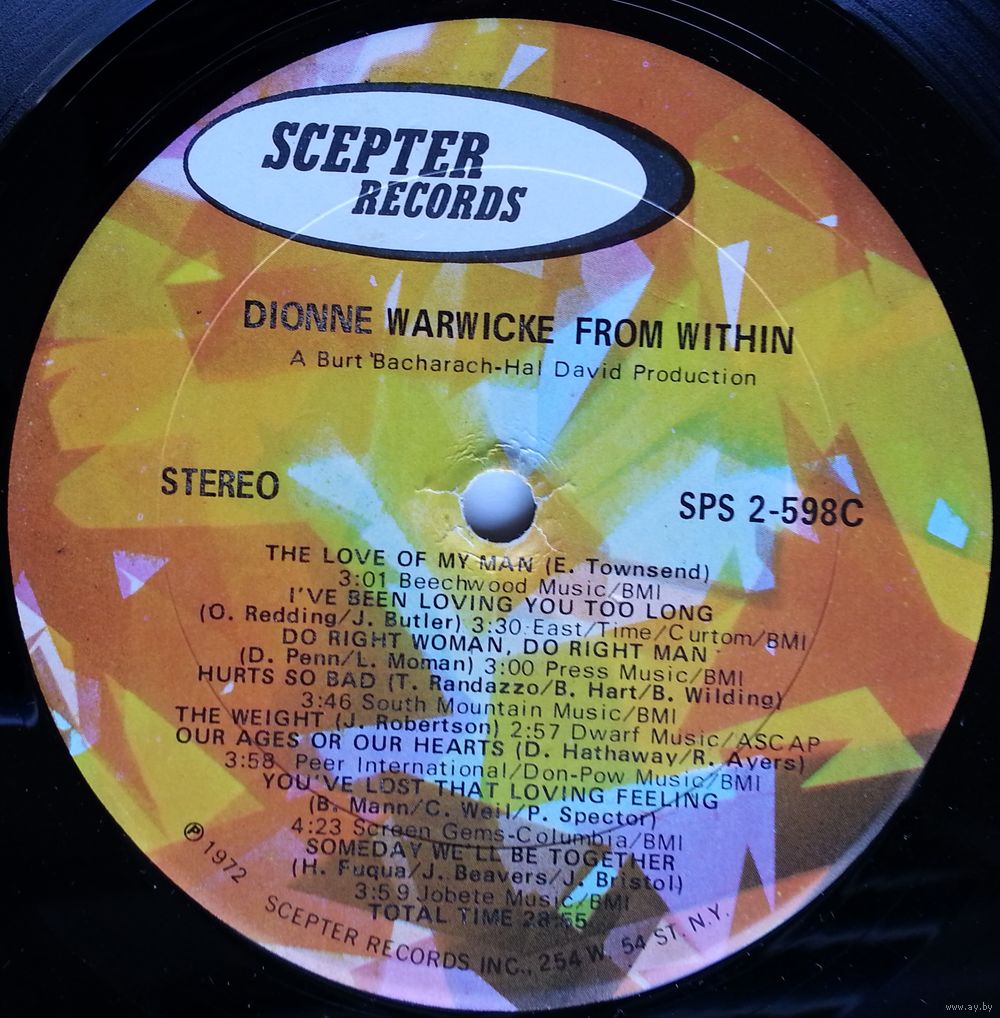 SCEPTER
RECORDS
DIONNE WARWICKE FROM WITHIN
A Burt Bacharach-Hal David Production
STEREO
SPS 2-598C
THE LOVE OF MY MAN (E. Townsend)
3:01 Beechwood Music/BMI
I'VE BEEN LOVING YOU TOO LONG
(O. Redding/J. Butler) 3:30 East/Time/Curtom/BMI
DO RIGHT WOMAN, DO RIGHT MAN
(D. Penn/L. Moman) 3:00 Press Music/BMI
HURTS SO BAD (T. Randazzo/B. Hart/B. Wilding)
3:46 South Mountain Music/BMI
THE WEIGHT (J. Robertson) 2:57 Dwarf Music/ASCAP
OUR AGES OR OUR HEARTS (D. Hathaway/R. Ayers)
3:58 Peer International/Don-Pow Music/BMI
YOU'VE LOST THAT LOVING FEELING
(B. Mann/C. Weil/P. Spector)
4:23 Screen Gems-Columbia/BMI
SOMEDAY WE'LL BE TOGETHER
(H. Fuqua/J. Beavers/J. Bristol)
3:59 Jobete Music/BMI
TOTAL TIME 28:55
℗ 1972
SCEPTER RECORDS INC., 254 W. 54 ST. N.Y.
www.ay.by